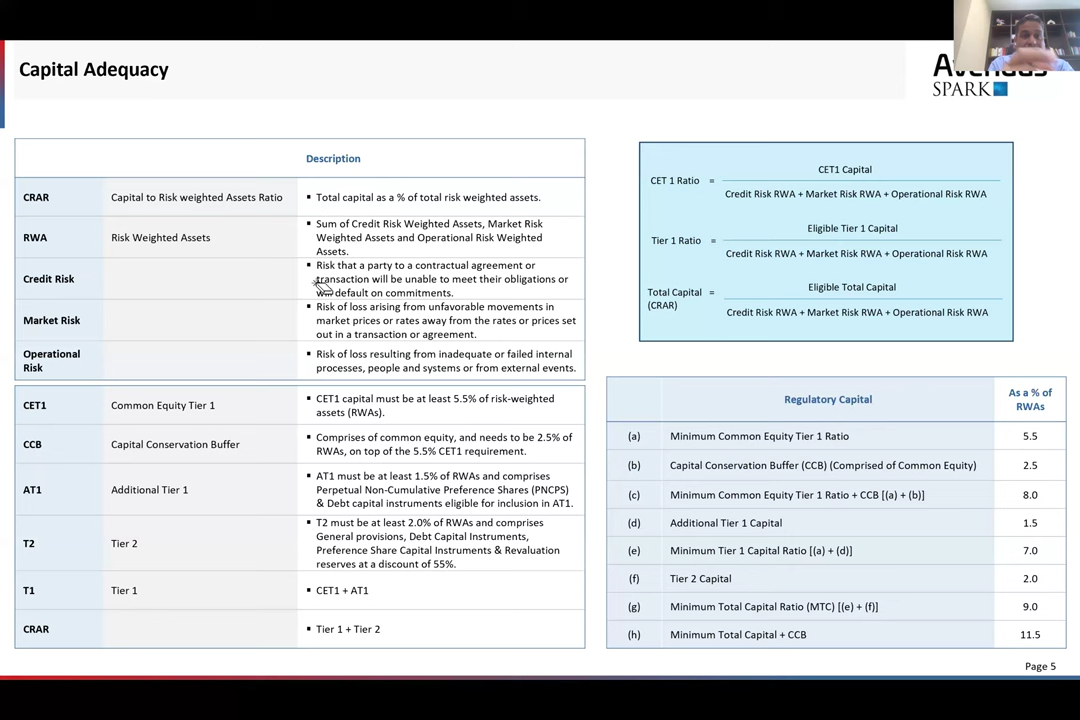 Capital Adequacy
SPARK
Description
CRAR Capital to Risk weighted Assets Ratio ▪ Total capital as a % of total risk weighted assets.
RWA Risk Weighted Assets ▪ Sum of Credit Risk Weighted Assets, Market Risk
Weighted Assets and Operational Risk Weighted
Assets.
Credit Risk ▪ Risk that a party to a contractual agreement or
transaction will be unable to meet their obligations or
will default on commitments.
Market Risk ▪ Risk of loss arising from unfavorable movements in
market prices or rates away from the rates or prices set
out in a transaction or agreement.
Operational
Risk
▪ Risk of loss resulting from inadequate or failed internal
processes, people and systems or from external events.
CET1 Common Equity Tier 1 ▪ CET1 capital must be at least 5.5% of risk-weighted
assets (RWAs).
CCB Capital Conservation Buffer ▪ Comprises of common equity, and needs to be 2.5% of
RWAs, on top of the 5.5% CET1 requirement.
AT1 Additional Tier 1 ▪ AT1 must be at least 1.5% of RWAs and comprises
Perpetual Non-Cumulative Preference Shares (PNCPS)
& Debt capital instruments eligible for inclusion in AT1.
T2 Tier 2 ▪ T2 must be at least 2.0% of RWAs and comprises
General provisions, Debt Capital Instruments,
Preference Share Capital Instruments & Revaluation
reserves at a discount of 55%.
T1 Tier 1 ▪ CET1 + AT1
CRAR ▪ Tier 1 + Tier 2
CET1 Capital
CET 1 Ratio =
Credit Risk RWA + Market Risk RWA + Operational Risk RWA
Eligible Tier 1 Capital
Tier 1 Ratio =
Credit Risk RWA + Market Risk RWA + Operational Risk RWA
Eligible Total Capital
Total Capital =
(CRAR)
Credit Risk RWA + Market Risk RWA + Operational Risk RWA
Regulatory Capital As a % of
RWAs
(a) Minimum Common Equity Tier 1 Ratio 5.5
(b) Capital Conservation Buffer (CCB) (Comprised of Common Equity) 2.5
(c) Minimum Common Equity Tier 1 Ratio + CCB [(a) + (b)] 8.0
(d) Additional Tier 1 Capital 1.5
(e) Minimum Tier 1 Capital Ratio [(a) + (d)] 7.0
(f) Tier 2 Capital 2.0
(g) Minimum Total Capital Ratio (MTC) [(e) + (f)] 9.0
(h) Minimum Total Capital + CCB 11.5
Page 5